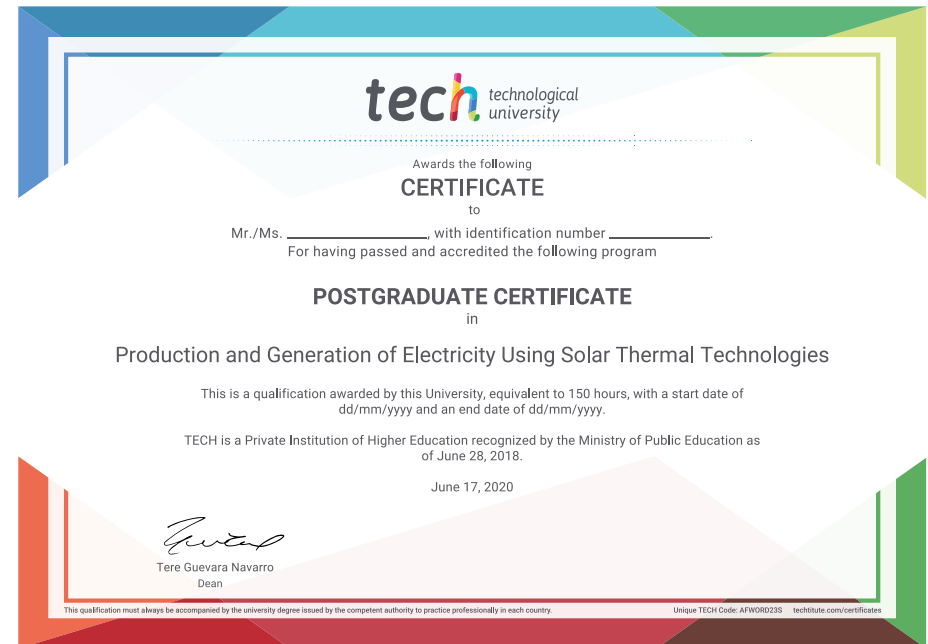 tech technological
university
Awards the following
CERTIFICATE
to
Mr./Ms. ____________________, with identification number ______________.
For having passed and accredited the following program
POSTGRADUATE CERTIFICATE
in
Production and Generation of Electricity Using Solar Thermal Technologies
This is a qualification awarded by this University, equivalent to 150 hours, with a start date of
dd/mm/yyyy and an end date of dd/mm/yyyy.
TECH is a Private Institution of Higher Education recognized by the Ministry of Public Education as
of June 28, 2018.
June 17, 2020
Tere Guevara Navarro
Dean
This qualification must always be accompanied by the university degree issued by the competent authority to practice professionally in each country. Unique TECH Code: AFWORD23S techtitute.com/certificates